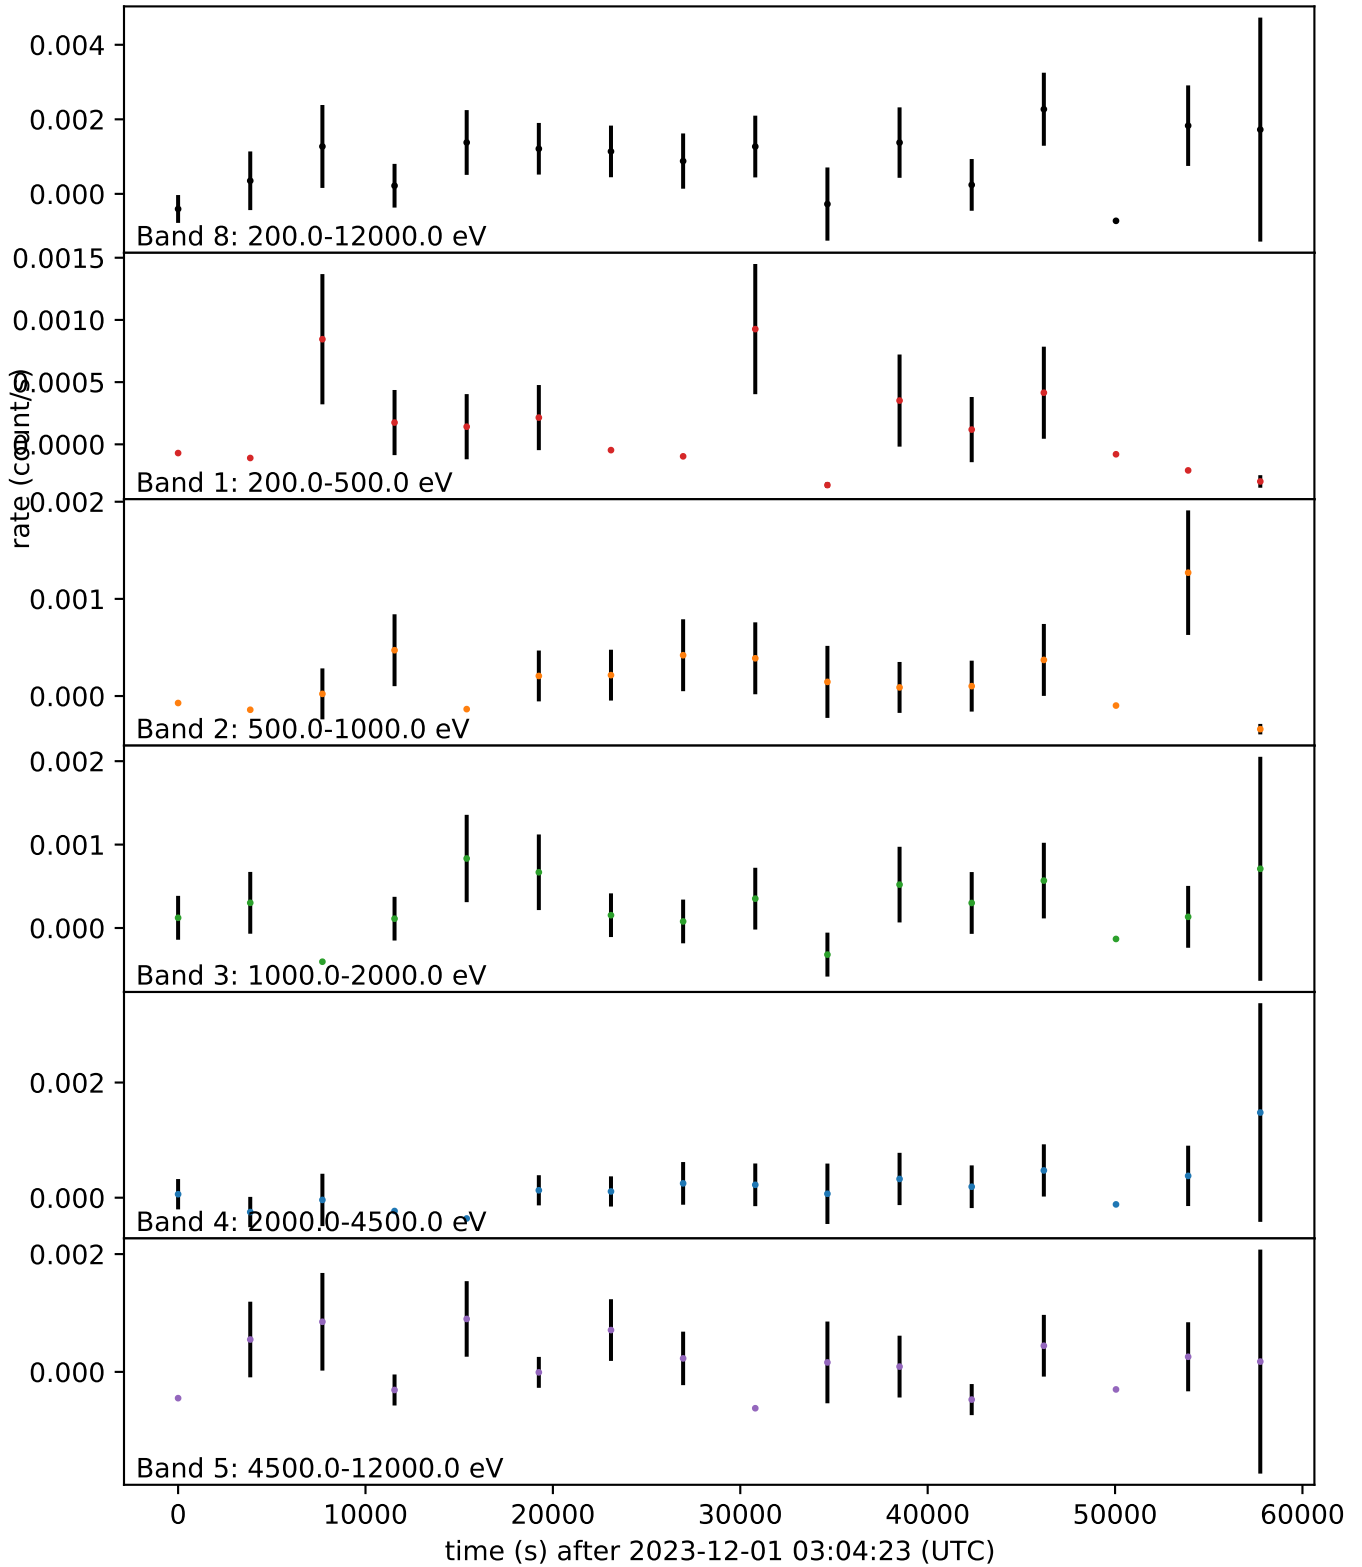 0.004
0.002
0.000
Band 8: 200.0-12000.0 eV
0.0015
0.0010
0.0005
0.0000
Band 1: 200.0-500.0 eV
rate (count/s)
0.002
0.001
0.000
Band 2: 500.0-1000.0 eV
0.002
0.001
0.000
Band 3: 1000.0-2000.0 eV
0.002
0.000
Band 4: 2000.0-4500.0 eV
0.002
0.000
Band 5: 4500.0-12000.0 eV
0 10000 20000 30000 40000 50000 60000
time (s) after 2023-12-01 03:04:23 (UTC)